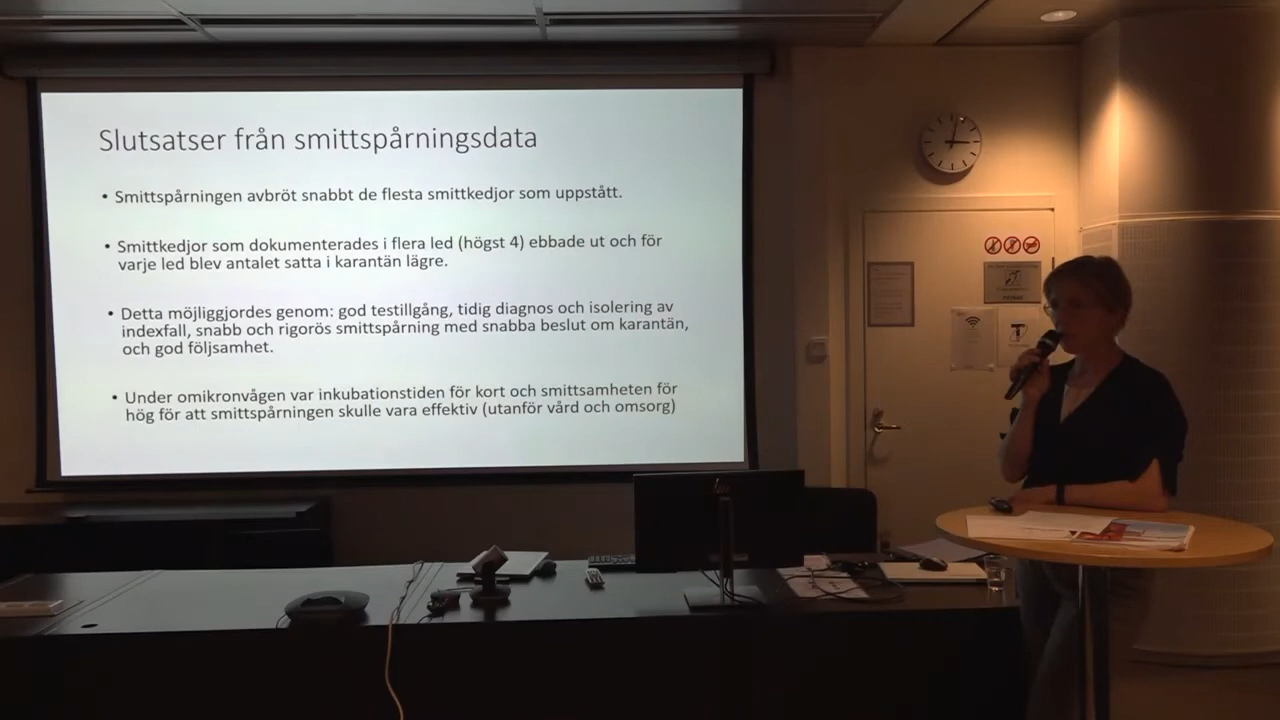 Slutsatser från smittspårningsdata
• Smittspårningen avbröt snabbt de flesta smittkedjor som uppstått.
• Smittkedjor som dokumenterades i flera led (högst 4) ebbade ut och för
varje led blev antalet satta i karantän lägre.
• Detta möjliggjordes genom: god testillgång, tidig diagnos och isolering av
indexfall, snabb och rigorös smittspårning med snabba beslut om karantän,
och god följsamhet.
• Under omikronvågen var inkubationstiden för kort och smittsamheten för
hög för att smittspårningen skulle vara effektiv (utanför vård och omsorg)